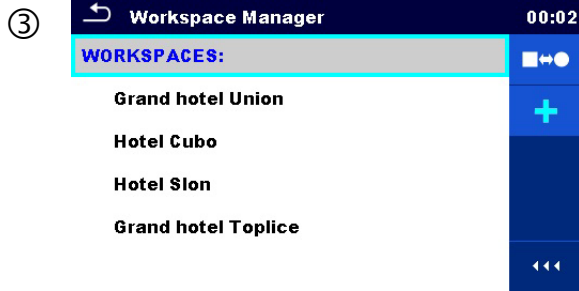 ③
Workspace Manager 00:02
WORKSPACES:
Grand hotel Union
Hotel Cubo
Hotel Slon
Grand hotel Toplice